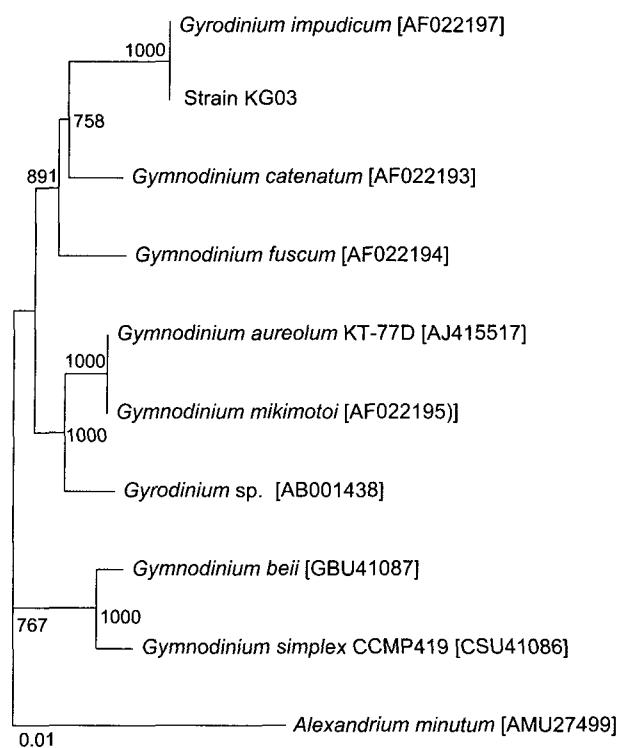 Gyrodinium impudicum [AF022197]
1000
Strain KG03
758
891
Gymnodinium catenatum [AF022193]
Gymnodinium fuscum [AF022194]
Gymnodinium aureolum KT-77D [AJ415517]
1000
Gymnodinium mikimotoi [AF022195)]
1000
Gyrodinium sp. [AB001438]
Gymnodinium beii [GBU41087]
767
1000
Gymnodinium simplex CCMP419 [CSU41086]
Alexandrium minutum [AMU27499]
0.01